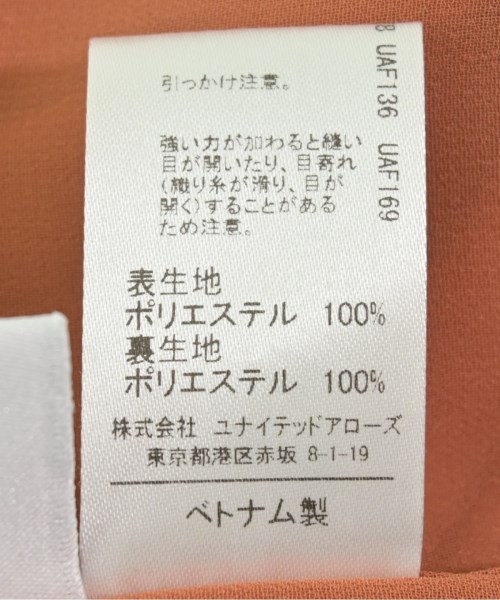 引っかけ注意。
強い力が加わると縫い
目が開いたり、目寄れ
(織り糸が滑り、目が
開く)することがある
ため注意。
表生地
ポリエステル 100%
裏生地
ポリエステル 100%
株式会社 ユナイテッドアローズ
東京都港区赤坂 8-1-19
ベトナム製
UAF136 UAF169